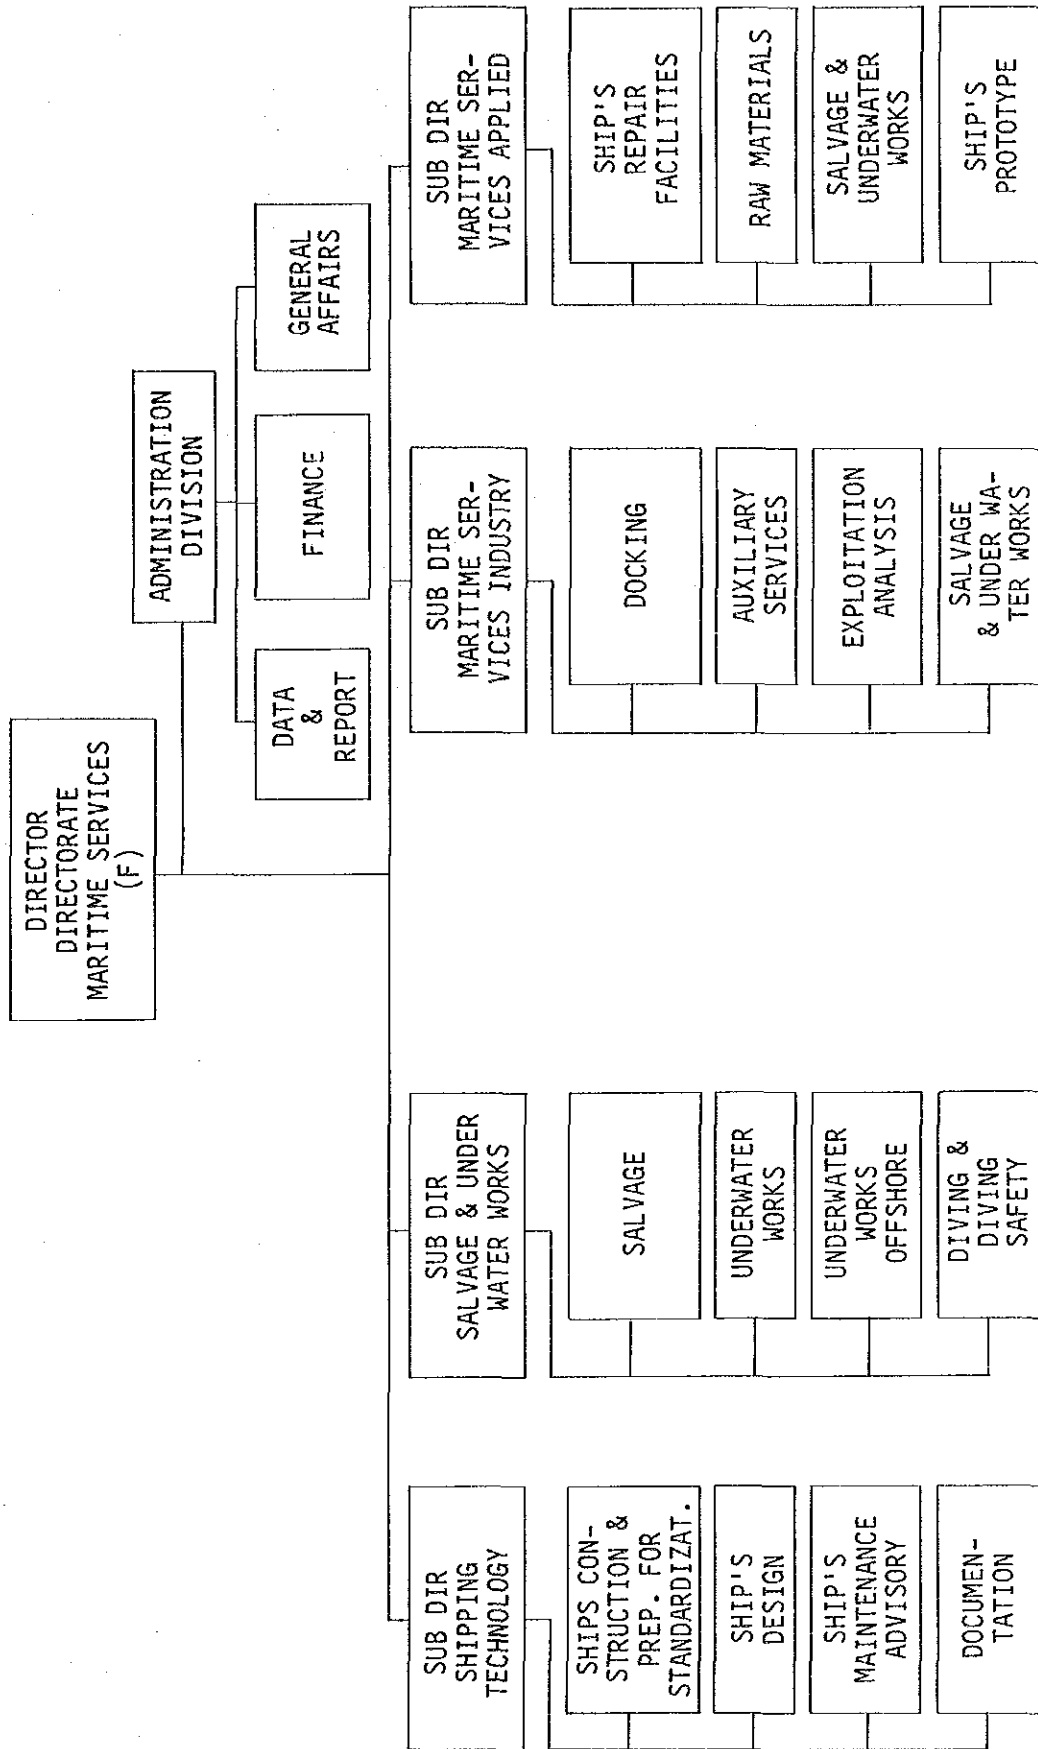 DIRECTOR
DIRECTORATE
MARITIME SERVICES
(F)
ADMINISTRATION
DIVISION
DATA
&
REPORT
FINANCE
GENERAL
AFFAIRS
SUB DIR
SHIPPING
TECHNOLOGY
SHIPS CON-
STRUCTION &
PREP. FOR
STANDARDIZAT.
SHIP'S
DESIGN
SHIP'S
MAINTENANCE
ADVISORY
DOCUMEN-
TATION
SUB DIR
SALVAGE & UNDER
WATER WORKS
SALVAGE
UNDERWATER
WORKS
UNDERWATER
WORKS
OFFSHORE
DIVING &
DIVING
SAFETY
SUB DIR
MARITIME SER-
VICES INDUSTRY
DOCKING
AUXILIARY
SERVICES
EXPLOITATION
ANALYSIS
SALVAGE
& UNDER WA-
TER WORKS
SUB DIR
MARITIME SER-
VICES APPLIED
SHIP'S
REPAIR
FACILITIES
RAW MATERIALS
SALVAGE &
UNDERWATER
WORKS
SHIP'S
PROTOTYPE